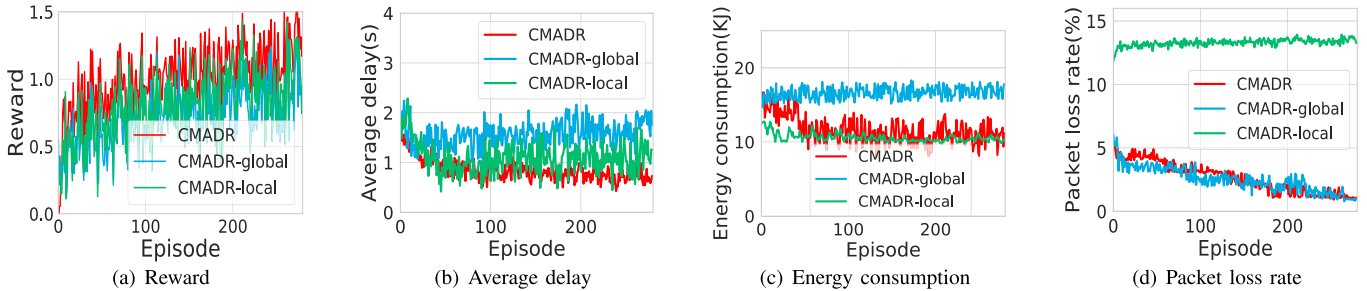 Reward
1.5
1.0
0.5
0.0
0
100
200
Episode
CMADR
CMADR-global
CMADR-local
(a) Reward
Average delay(s)
4
3
2
1
0
0
100
200
Episode
CMADR
CMADR-global
CMADR-local
(b) Average delay
Energy consumption(KJ)
20
10
0
0
100
200
Episode
CMADR
CMADR-global
CMADR-local
(c) Energy consumption
Packet loss rate(%)
15
10
5
0
0
100
200
Episode
CMADR
CMADR-global
CMADR-local
(d) Packet loss rate